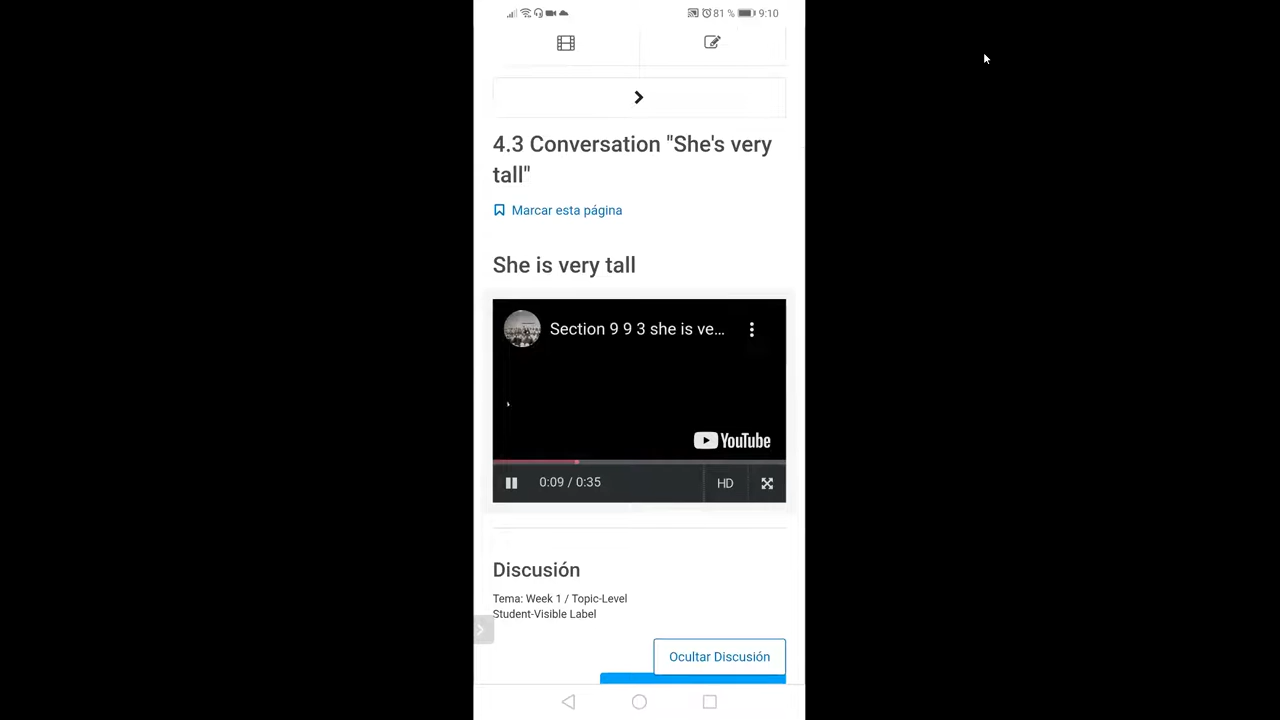 81 % 9:10
4.3 Conversation "She's very
tall"
Marcar esta página
She is very tall
Section 9 9 3 she is ve...
YouTube
0:09 / 0:35 HD
Discusión
Tema: Week 1 / Topic-Level
Student-Visible Label
Ocultar Discusión